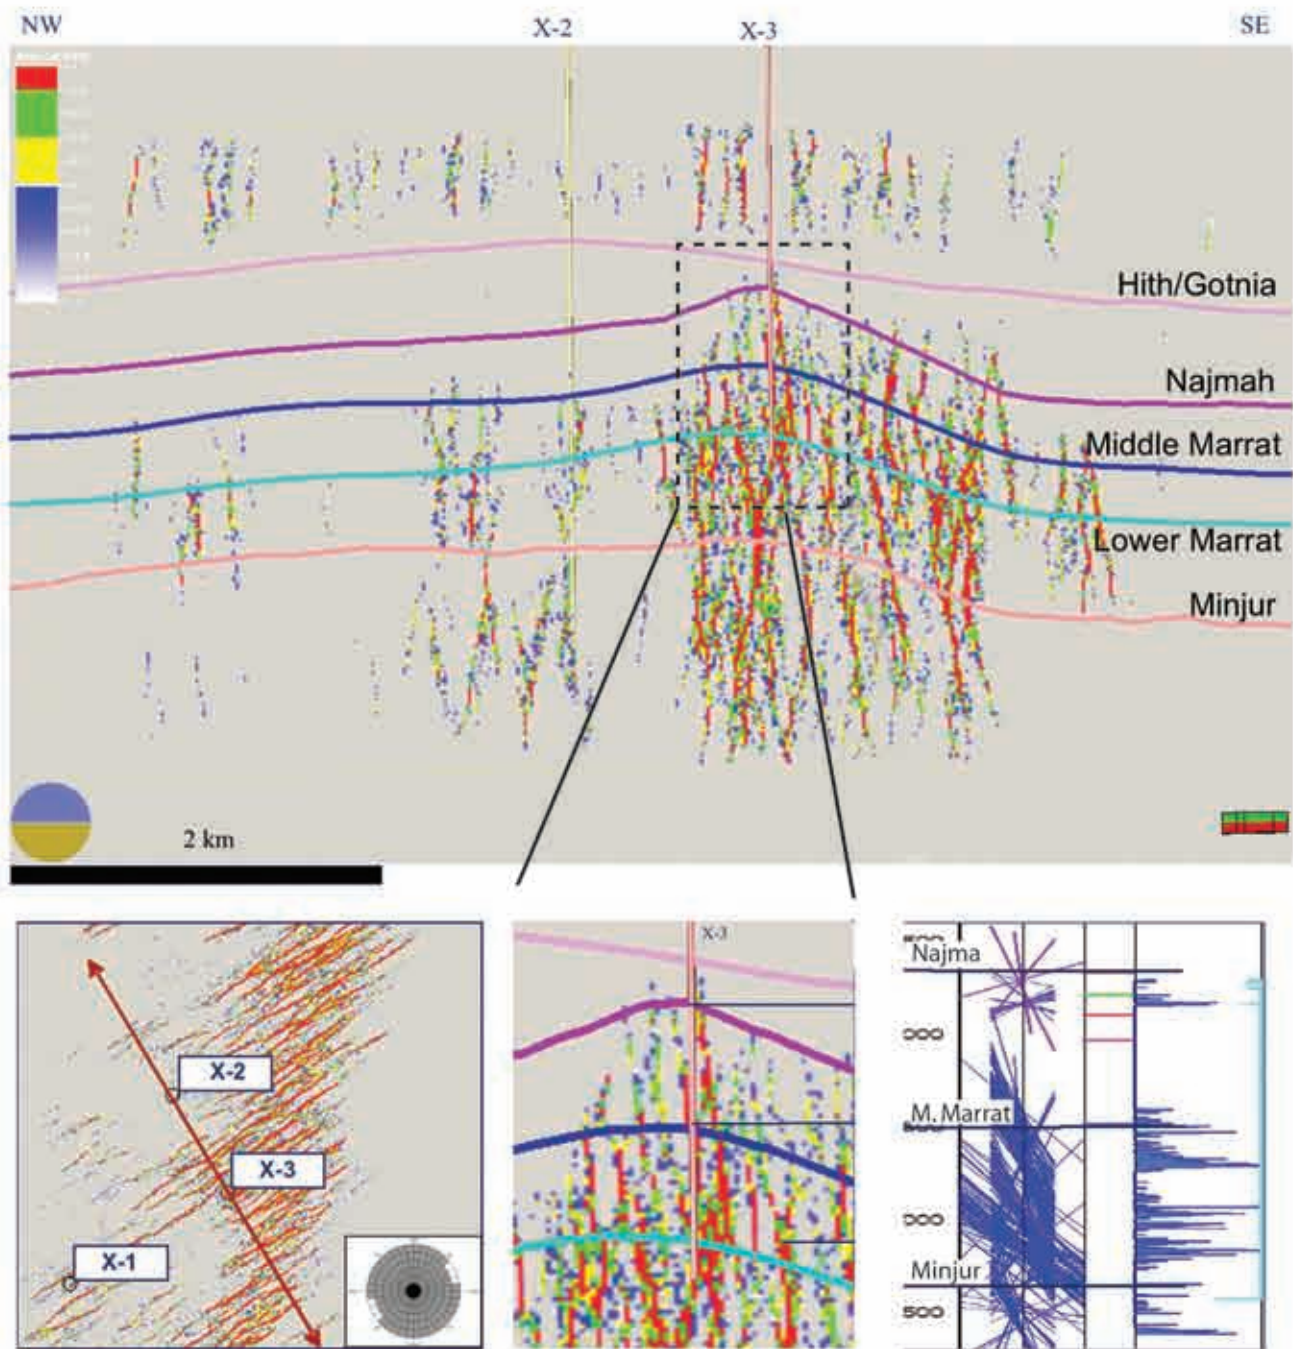 NW
X-2
X-3
SE
Hith/Gotnia
Najmah
Middle Marrat
Lower Marrat
Minjur
2 km
X-2
X-3
X-1
X-3
Najma
M. Marrat
Minjur
500